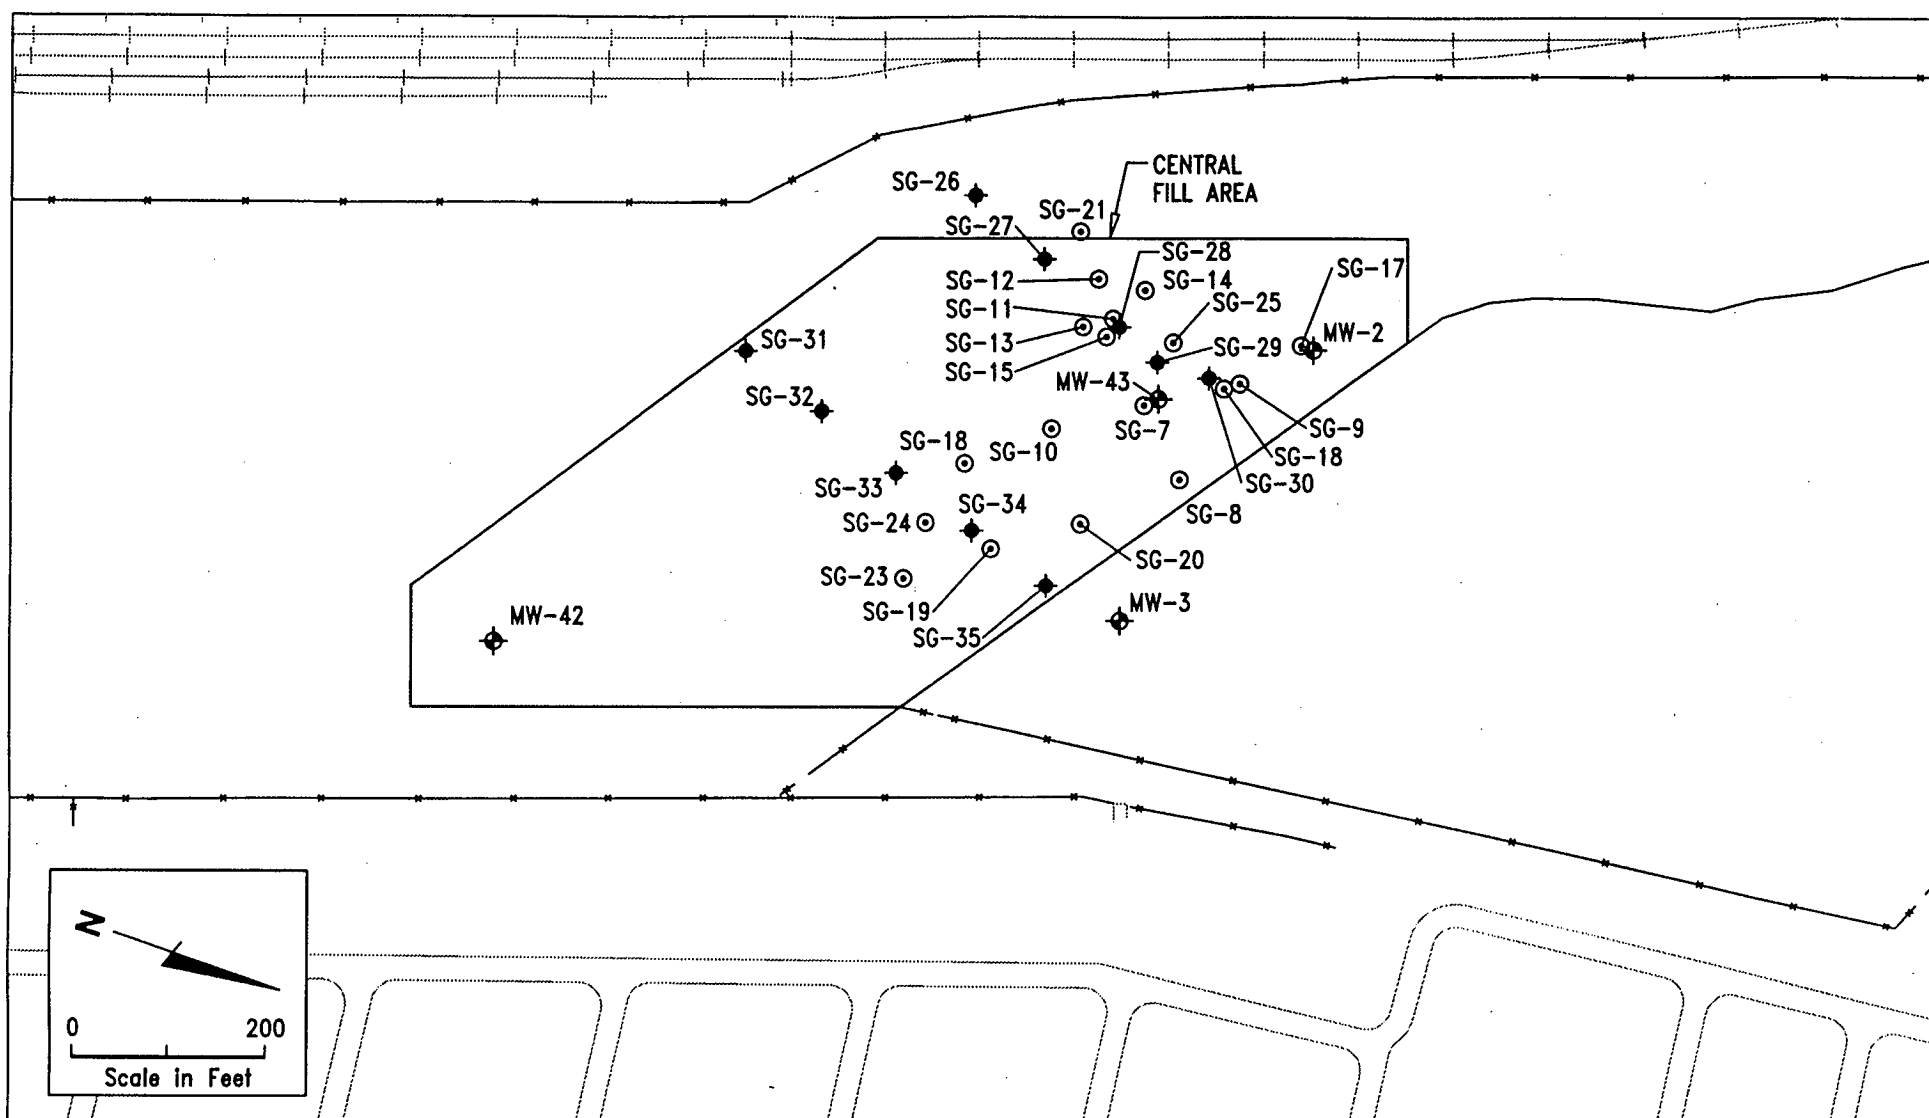 CENTRAL
FILL AREA
SG-26
SG-21
SG-27
SG-28
SG-17
SG-12
SG-14
SG-11
SG-25
SG-13
SG-31
SG-29
MW-2
SG-15
MW-43
SG-32
SG-7
SG-9
SG-18
SG-10
SG-18
SG-33
SG-30
SG-34
SG-8
SG-24
SG-20
SG-23
SG-19
MW-3
MW-42
SG-35
N
0 200
Scale in Feet